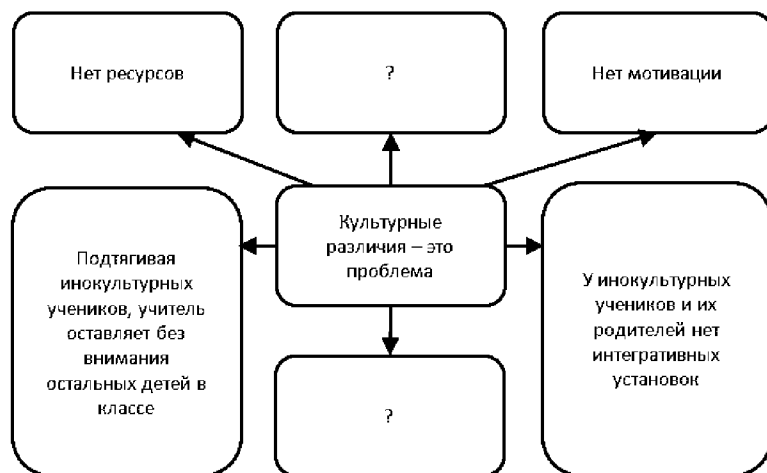 Нет ресурсов
?
Нет мотивации
Подтягивая
инокультурных
учеников, учитель
оставляет без
внимания
остальных детей в
классе
Культурные
различия – это
проблема
У инокультурных
учеников и их
родителей нет
интегративных
установок
?